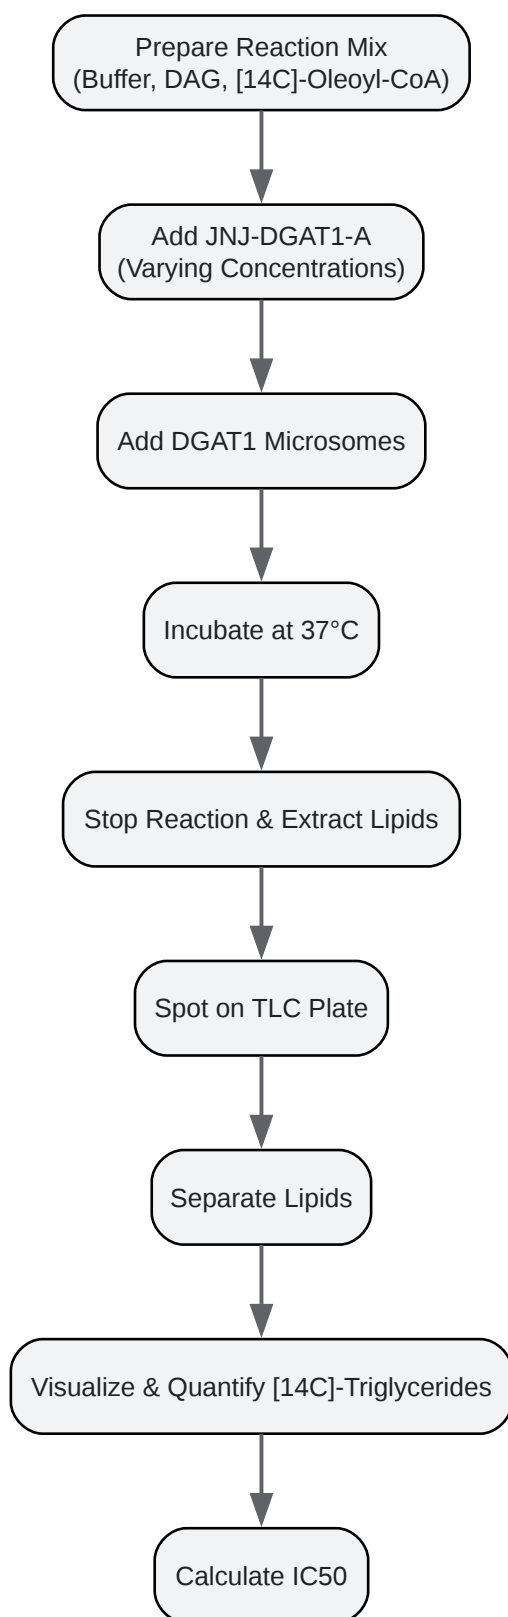 Prepare Reaction Mix
(Buffer, DAG, [14C]-Oleoyl-CoA)
Add JNJ-DGAT1-A
(Varying Concentrations)
Add DGAT1 Microsomes
Incubate at 37°C
Stop Reaction & Extract Lipids
Spot on TLC Plate
Separate Lipids
Visualize & Quantify [14C]-Triglycerides
Calculate IC50